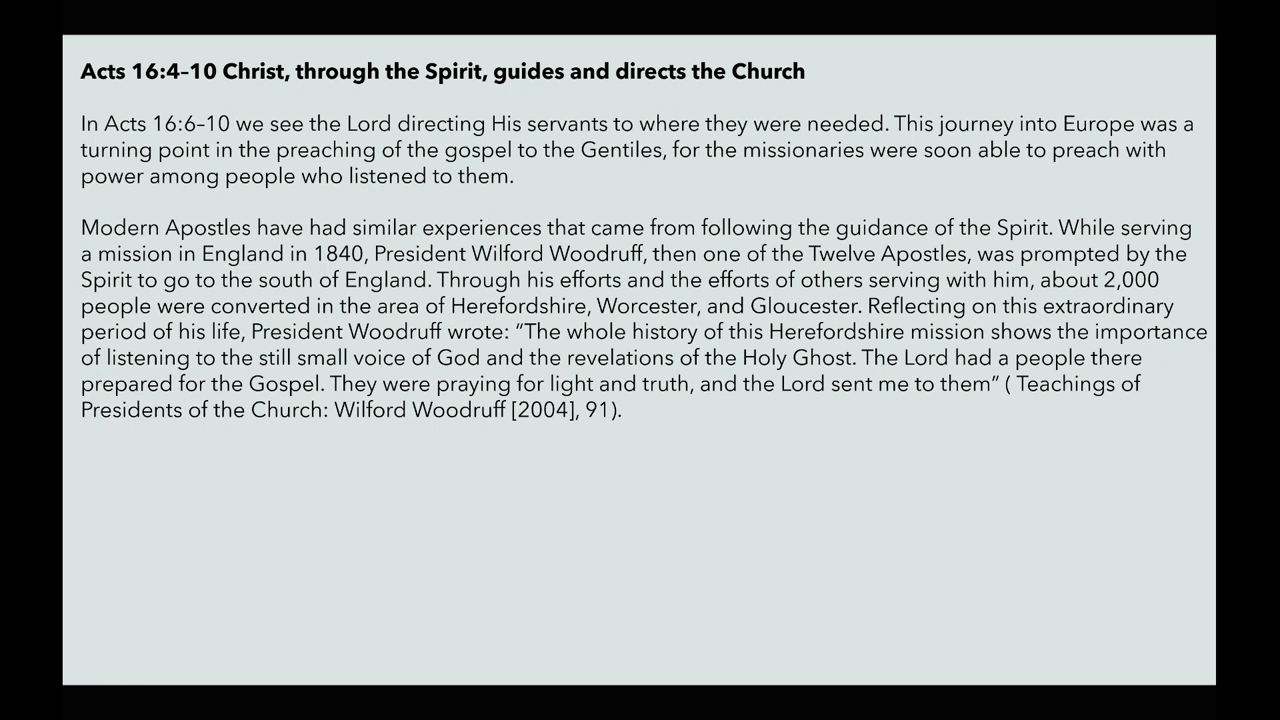 Acts 16:4–10 Christ, through the Spirit, guides and directs the Church
In Acts 16:6–10 we see the Lord directing His servants to where they were needed. This journey into Europe was a
turning point in the preaching of the gospel to the Gentiles, for the missionaries were soon able to preach with
power among people who listened to them.
Modern Apostles have had similar experiences that came from following the guidance of the Spirit. While serving
a mission in England in 1840, President Wilford Woodruff, then one of the Twelve Apostles, was prompted by the
Spirit to go to the south of England. Through his efforts and the efforts of others serving with him, about 2,000
people were converted in the area of Herefordshire, Worcester, and Gloucester. Reflecting on this extraordinary
period of his life, President Woodruff wrote: “The whole history of this Herefordshire mission shows the importance
of listening to the still small voice of God and the revelations of the Holy Ghost. The Lord had a people there
prepared for the Gospel. They were praying for light and truth, and the Lord sent me to them” ( Teachings of
Presidents of the Church: Wilford Woodruff [2004], 91).